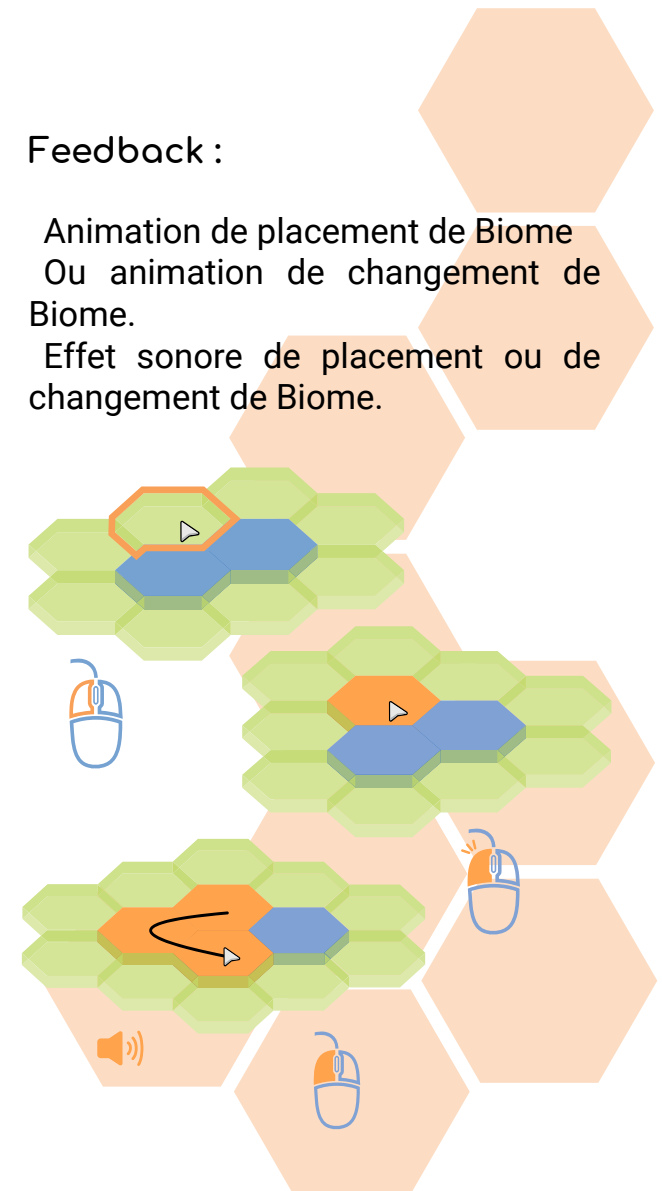 Feedback :
Animation de placement de Biome
Ou animation de changement de
Biome.
Effet sonore de placement ou de
changement de Biome.